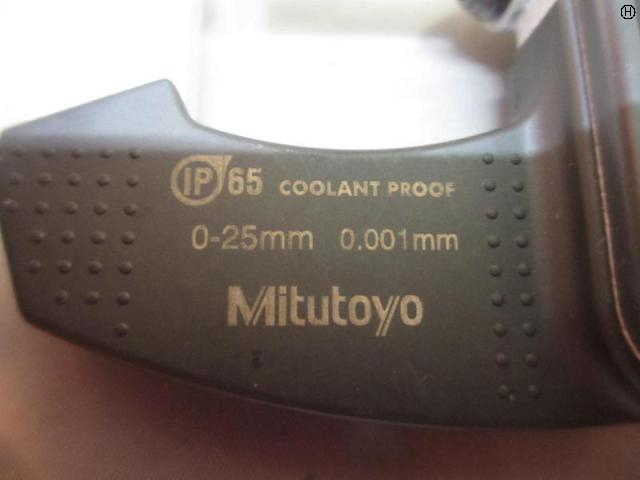 H
IP65 COOLANT PROOF
0-25mm 0.001mm
Mitutoyo